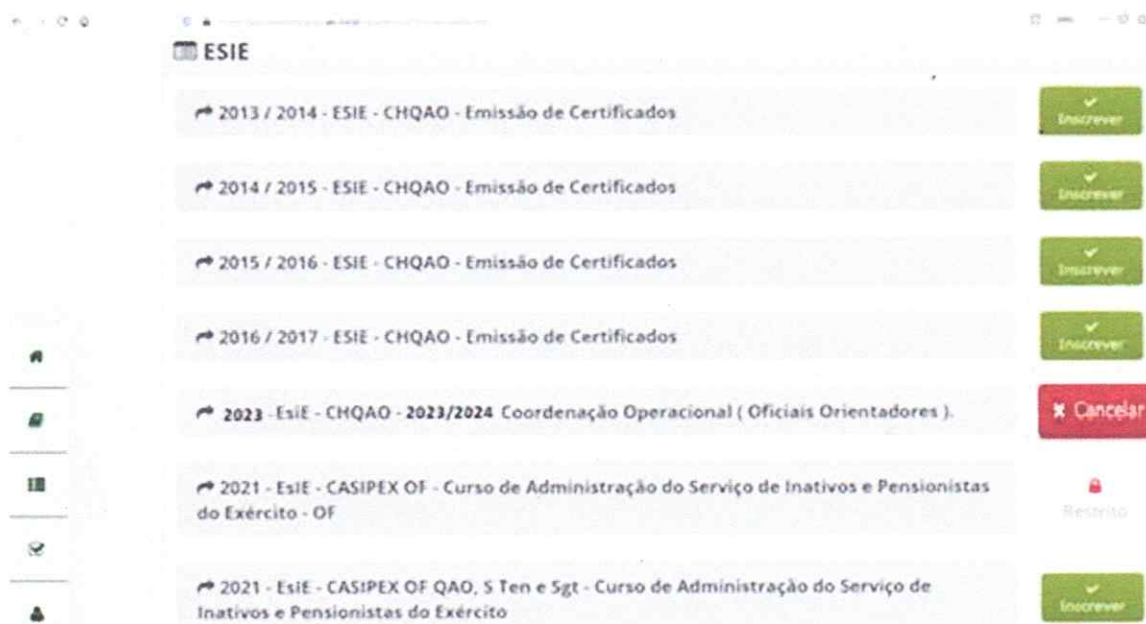 ESIE
2013 / 2014 - ESIE - CHQAO - Emissão de Certificados
Inscrever
2014 / 2015 - ESIE - CHQAO - Emissão de Certificados
Inscrever
2015 / 2016 - ESIE - CHQAO - Emissão de Certificados
Inscrever
2016 / 2017 - ESIE - CHQAO - Emissão de Certificados
Inscrever
2023 - EsiE - CHQAO - 2023/2024 Coordenação Operacional ( Oficiais Orientadores ).
Cancelar
2021 - EsIE - CASIPEX OF - Curso de Administração do Serviço de Inativos e Pensionistas
do Exército - OF
Restrito
2021 - EsIE - CASIPEX OF QAO, S Ten e Sgt - Curso de Administração do Serviço de
Inativos e Pensionistas do Exército
Inscrever